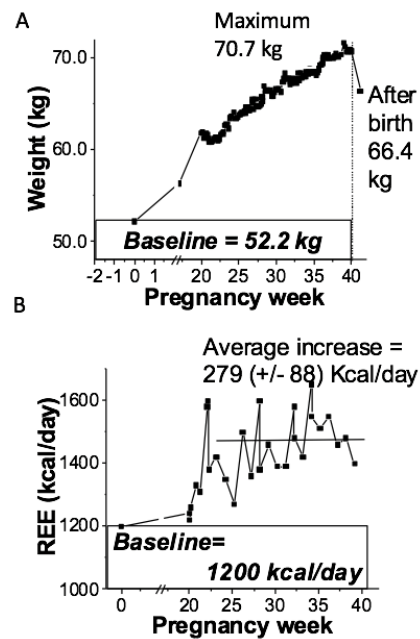 A
Maximum
70.7 kg
70.0
60.0
50.0
Weight (kg)
After
birth
66.4
kg
Baseline = 52.2 kg
-2 -1 0 1 20 25 30 35 40
Pregnancy week
B
Average increase =
279 (+/- 88) Kcal/day
1600
1400
1200
1000
REE (kcal/day)
Baseline=
1200 kcal/day
0 20 25 30 35 40
Pregnancy week